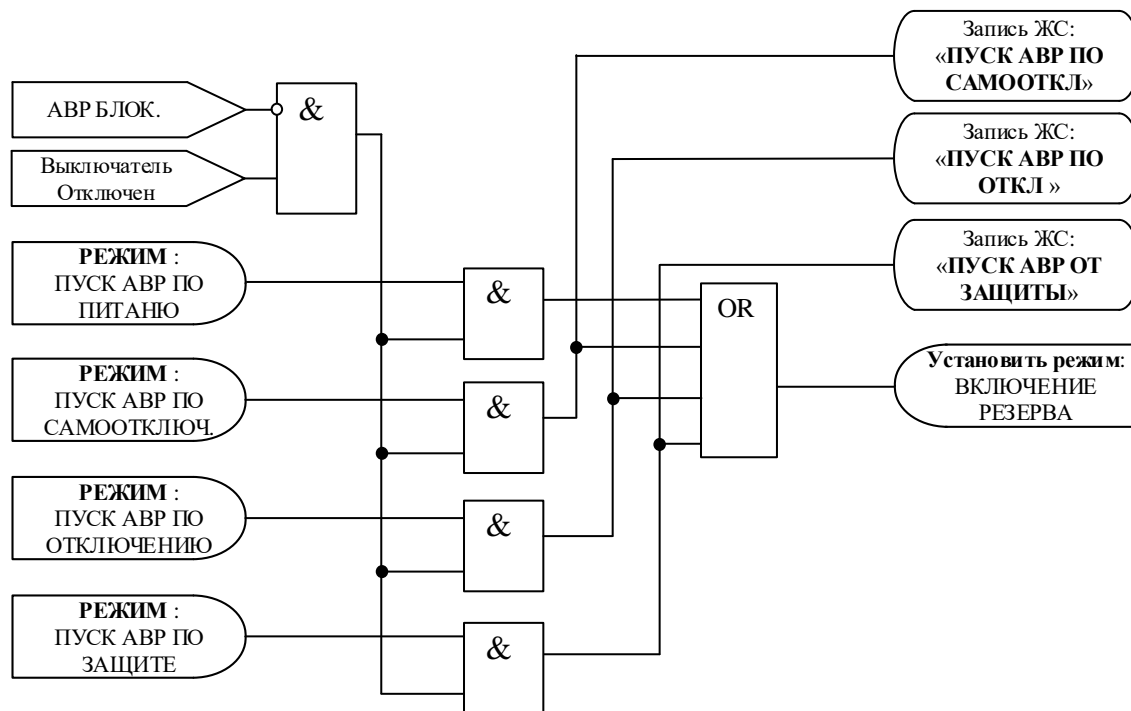 АВР БЛОК.
Выключатель
Отключен
&
РЕЖИМ :
ПУСК АВР ПО
ПИТАНЮ
&
РЕЖИМ :
ПУСК АВР ПО
САМООТКЛЮЧ.
&
РЕЖИМ :
ПУСК АВР ПО
ОТКЛЮЧЕНИЮ
&
РЕЖИМ :
ПУСК АВР ПО
ЗАЩИТЕ
&
OR
Запись ЖС:
«ПУСК АВР ПО
САМООТКЛ»
Запись ЖС:
«ПУСК АВР ПО
ОТКЛ »
Запись ЖС:
«ПУСК АВР ОТ
ЗАЩИТЫ»
Установить режим:
ВКЛЮЧЕНИЕ
РЕЗЕРВА